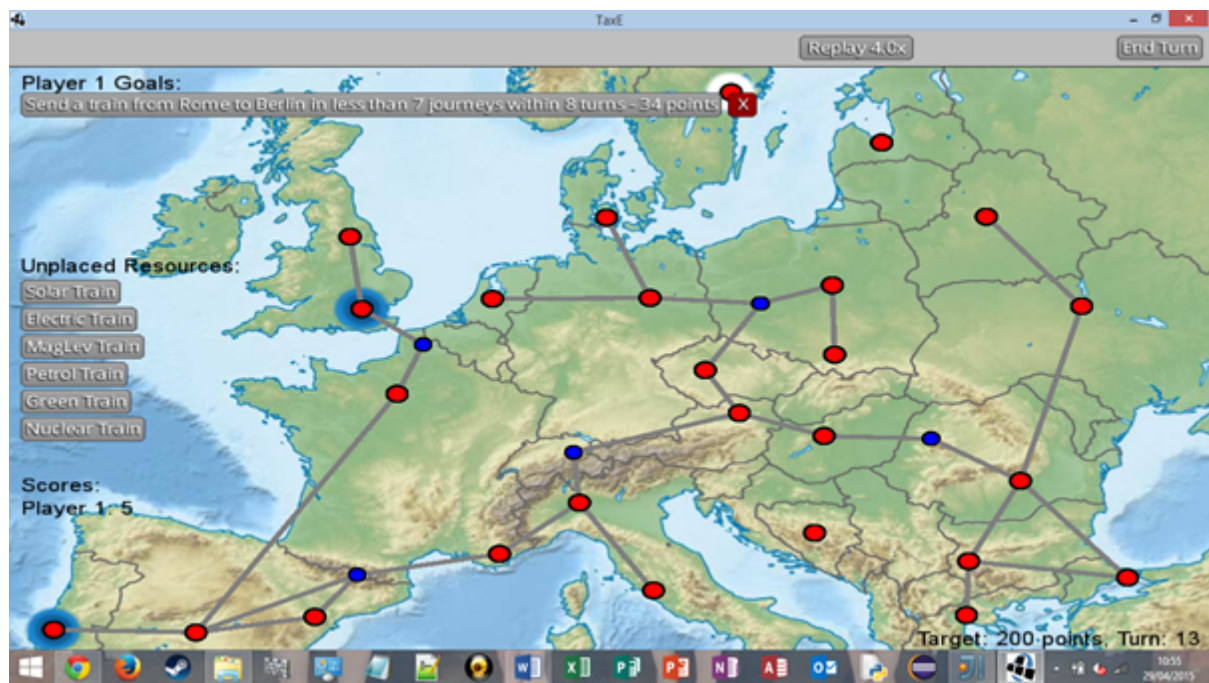 TaxE
Replay 4.0x
End Turn
Player 1 Goals:
Send a train from Rome to Berlin in less than 7 journeys within 8 turns - 34 points
X
Unplaced Resources:
Solar Train
Electric Train
MagLev Train
Petrol Train
Green Train
Nuclear Train
Scores:
Player 1: 5
Target: 200 points, Turn: 13
10:55
29/04/2015